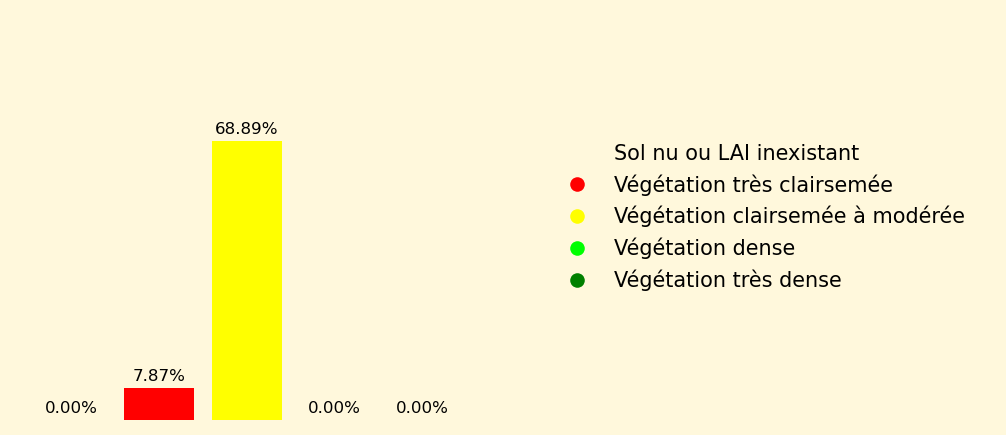 68.89%
7.87%
0.00%
0.00%
0.00%
Sol nu ou LAI inexistant
Végétation très clairsemée
Végétation clairsemée à modérée
Végétation dense
Végétation très dense